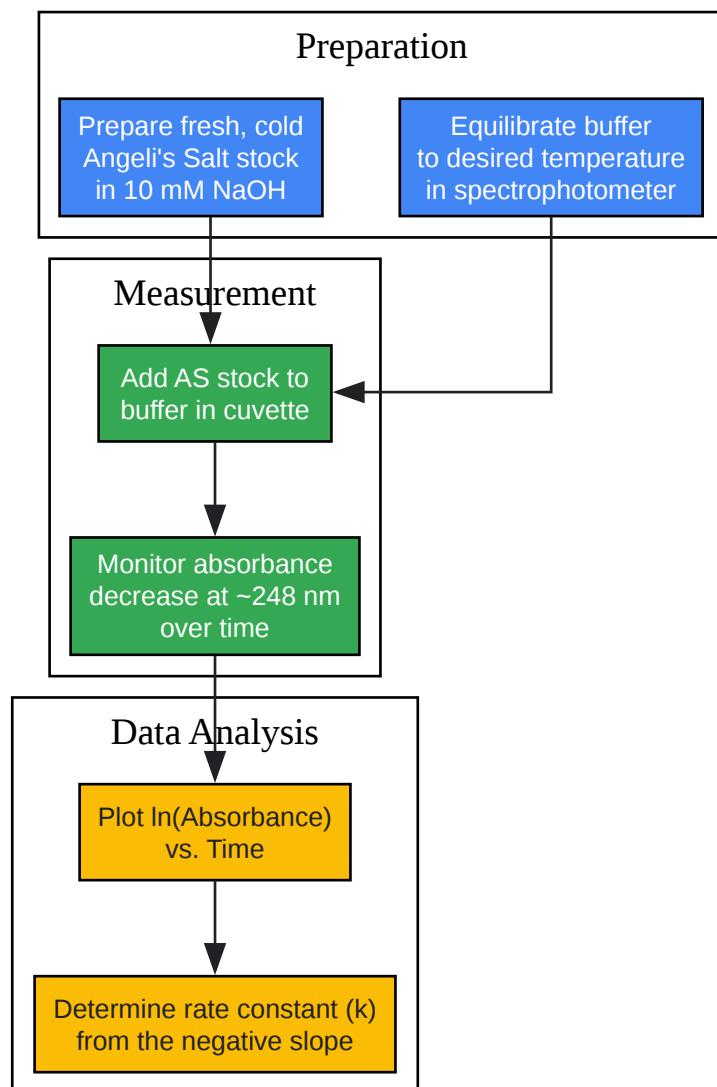 Preparation
Prepare fresh, cold
Angeli's Salt stock
in 10 mM NaOH
Equilibrate buffer
to desired temperature
in spectrophotometer
Measurement
Add AS stock to
buffer in cuvette
Monitor absorbance
decrease at ~248 nm
over time
Data Analysis
Plot ln(Absorbance)
vs. Time
Determine rate constant (k)
from the negative slope